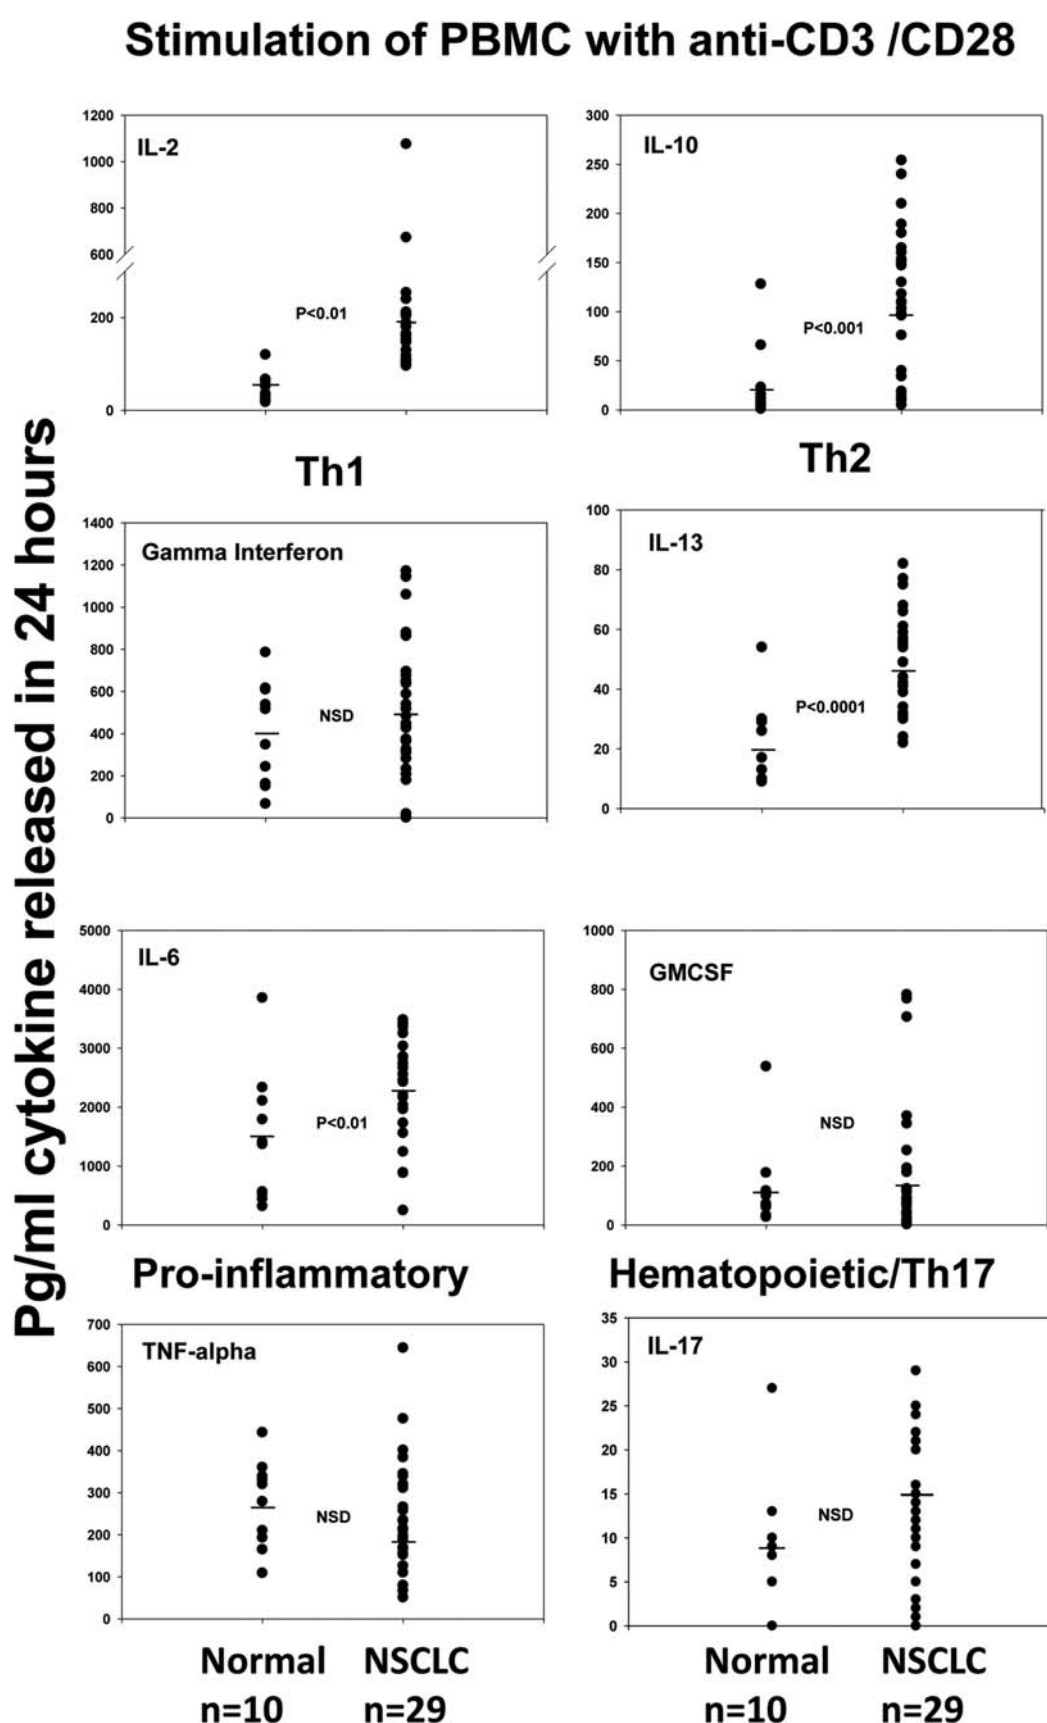 Stimulation of PBMC with anti-CD3 /CD28
Pg/ml cytokine released in 24 hours
IL-2
1200
1000
800
600
200
0
P<0.01
IL-10
300
250
200
150
100
50
0
P<0.001
Th1
Th2
Gamma Interferon
1400
1200
1000
800
600
400
200
0
NSD
IL-13
100
80
60
40
20
0
P<0.0001
IL-6
5000
4000
3000
2000
1000
0
P<0.01
GMCSF
1000
800
600
400
200
0
NSD
Pro-inflammatory
Hematopoietic/Th17
TNF-alpha
700
600
500
400
300
200
100
0
NSD
IL-17
35
30
25
20
15
10
5
0
NSD
Normal NSCLC
n=10 n=29
Normal NSCLC
n=10 n=29